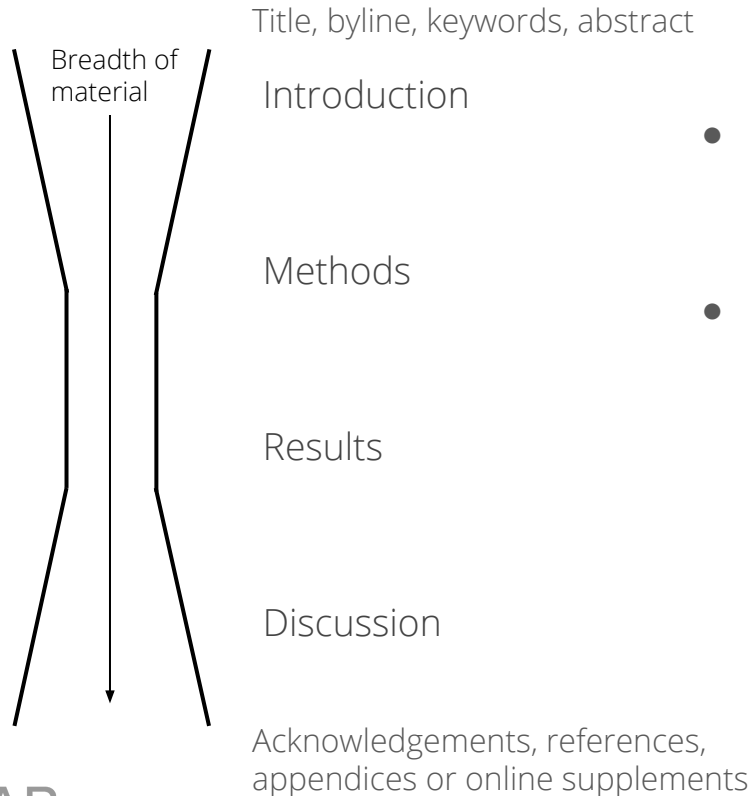 Title, byline, keywords, abstract
Breadth of
material
Introduction
Methods
Results
Discussion
Acknowledgements, references,
appendices or online supplements